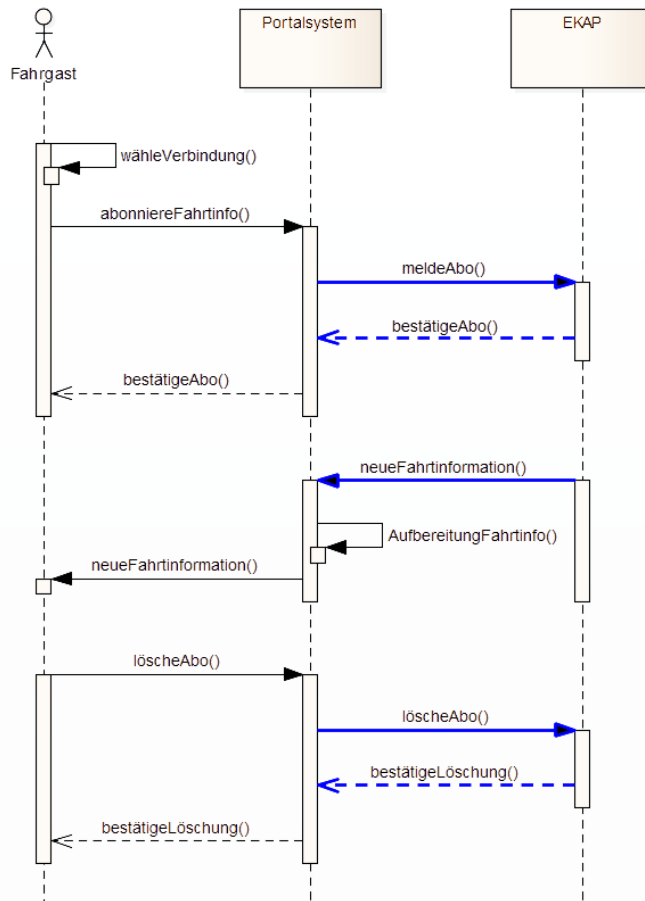 Fahrgast
Portalsystem
EKAP
wähleVerbindung()
abonniereFahrtinfo()
meldeAbo()
bestätigeAbo()
bestätigeAbo()
neueFahrtinformation()
AufbereitungFahrtinfo()
neueFahrtinformation()
löscheAbo()
löscheAbo()
bestätigeLöschung()
bestätigeLöschung()